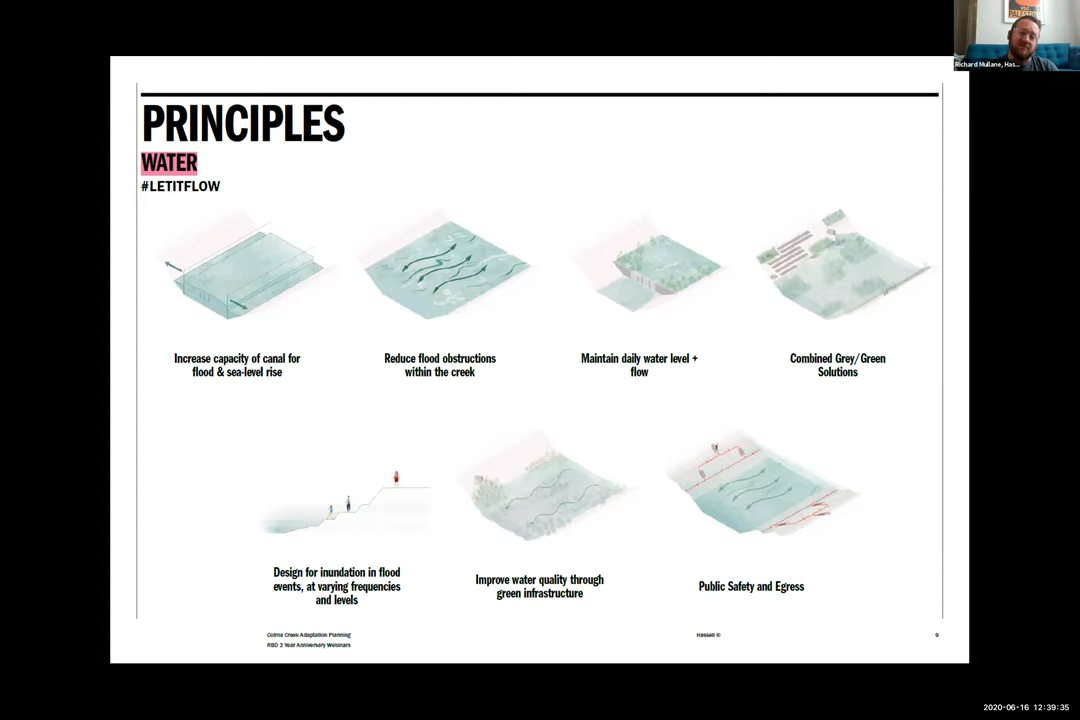 PALESTINE
Richard Mullane, Has...
PRINCIPLES
WATER
#LETITFLOW
Increase capacity of canal for
flood & sea-level rise
Reduce flood obstructions
within the creek
Maintain daily water level +
flow
Combined Grey/Green
Solutions
Design for inundation in flood
events, at varying frequencies
and levels
Improve water quality through
green infrastructure
Public Safety and Egress
Colma Creek Adaptation Planning
RBD 2 Year Anniversary Webinars
Hassell ©
9
2020-06-16 12:39:35